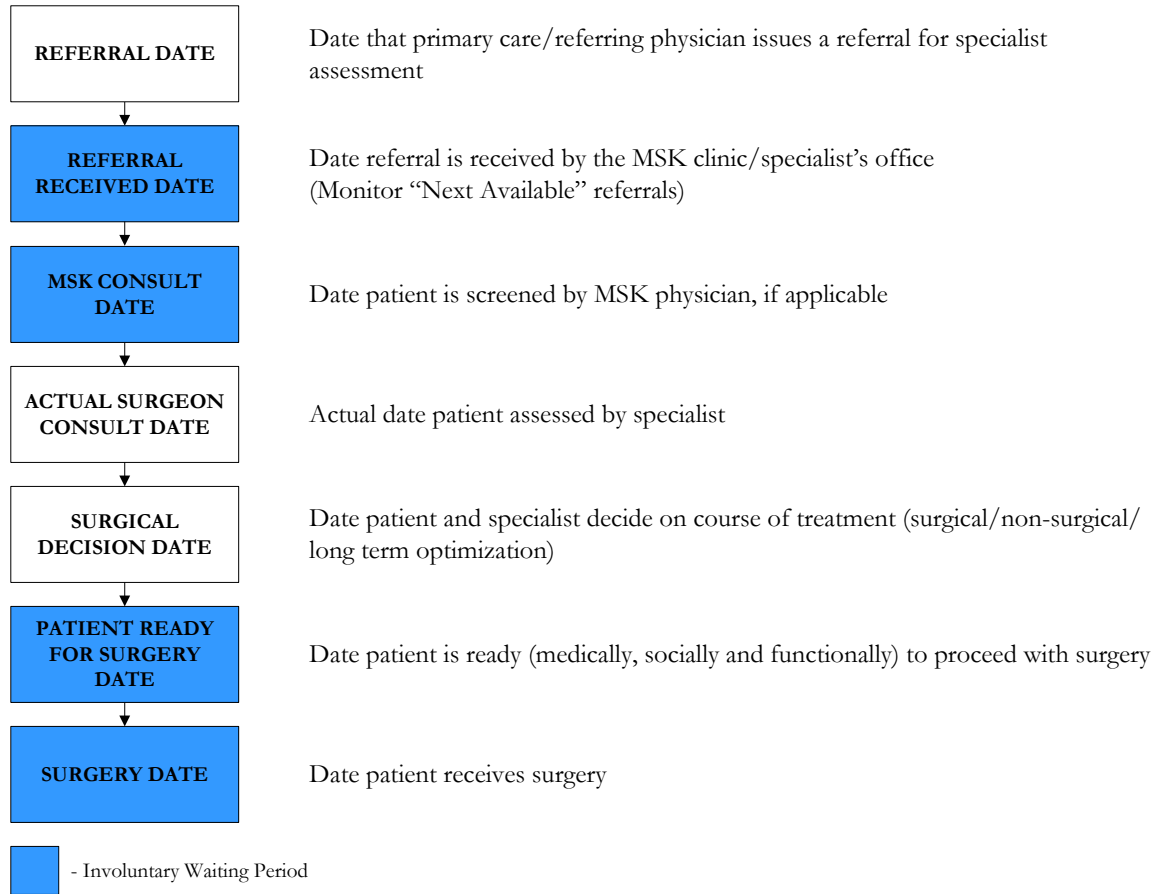 REFERRAL DATE
Date that primary care/referring physician issues a referral for specialist
assessment
REFERRAL
RECEIVED DATE
Date referral is received by the MSK clinic/specialist’s office
(Monitor “Next Available” referrals)
MSK CONSULT
DATE
Date patient is screened by MSK physician, if applicable
ACTUAL SURGEON
CONSULT DATE
Actual date patient assessed by specialist
SURGICAL
DECISION DATE
Date patient and specialist decide on course of treatment (surgical/non-surgical/
long term optimization)
PATIENT READY
FOR SURGERY
DATE
Date patient is ready (medically, socially and functionally) to proceed with surgery
SURGERY DATE
Date patient receives surgery
- Involuntary Waiting Period